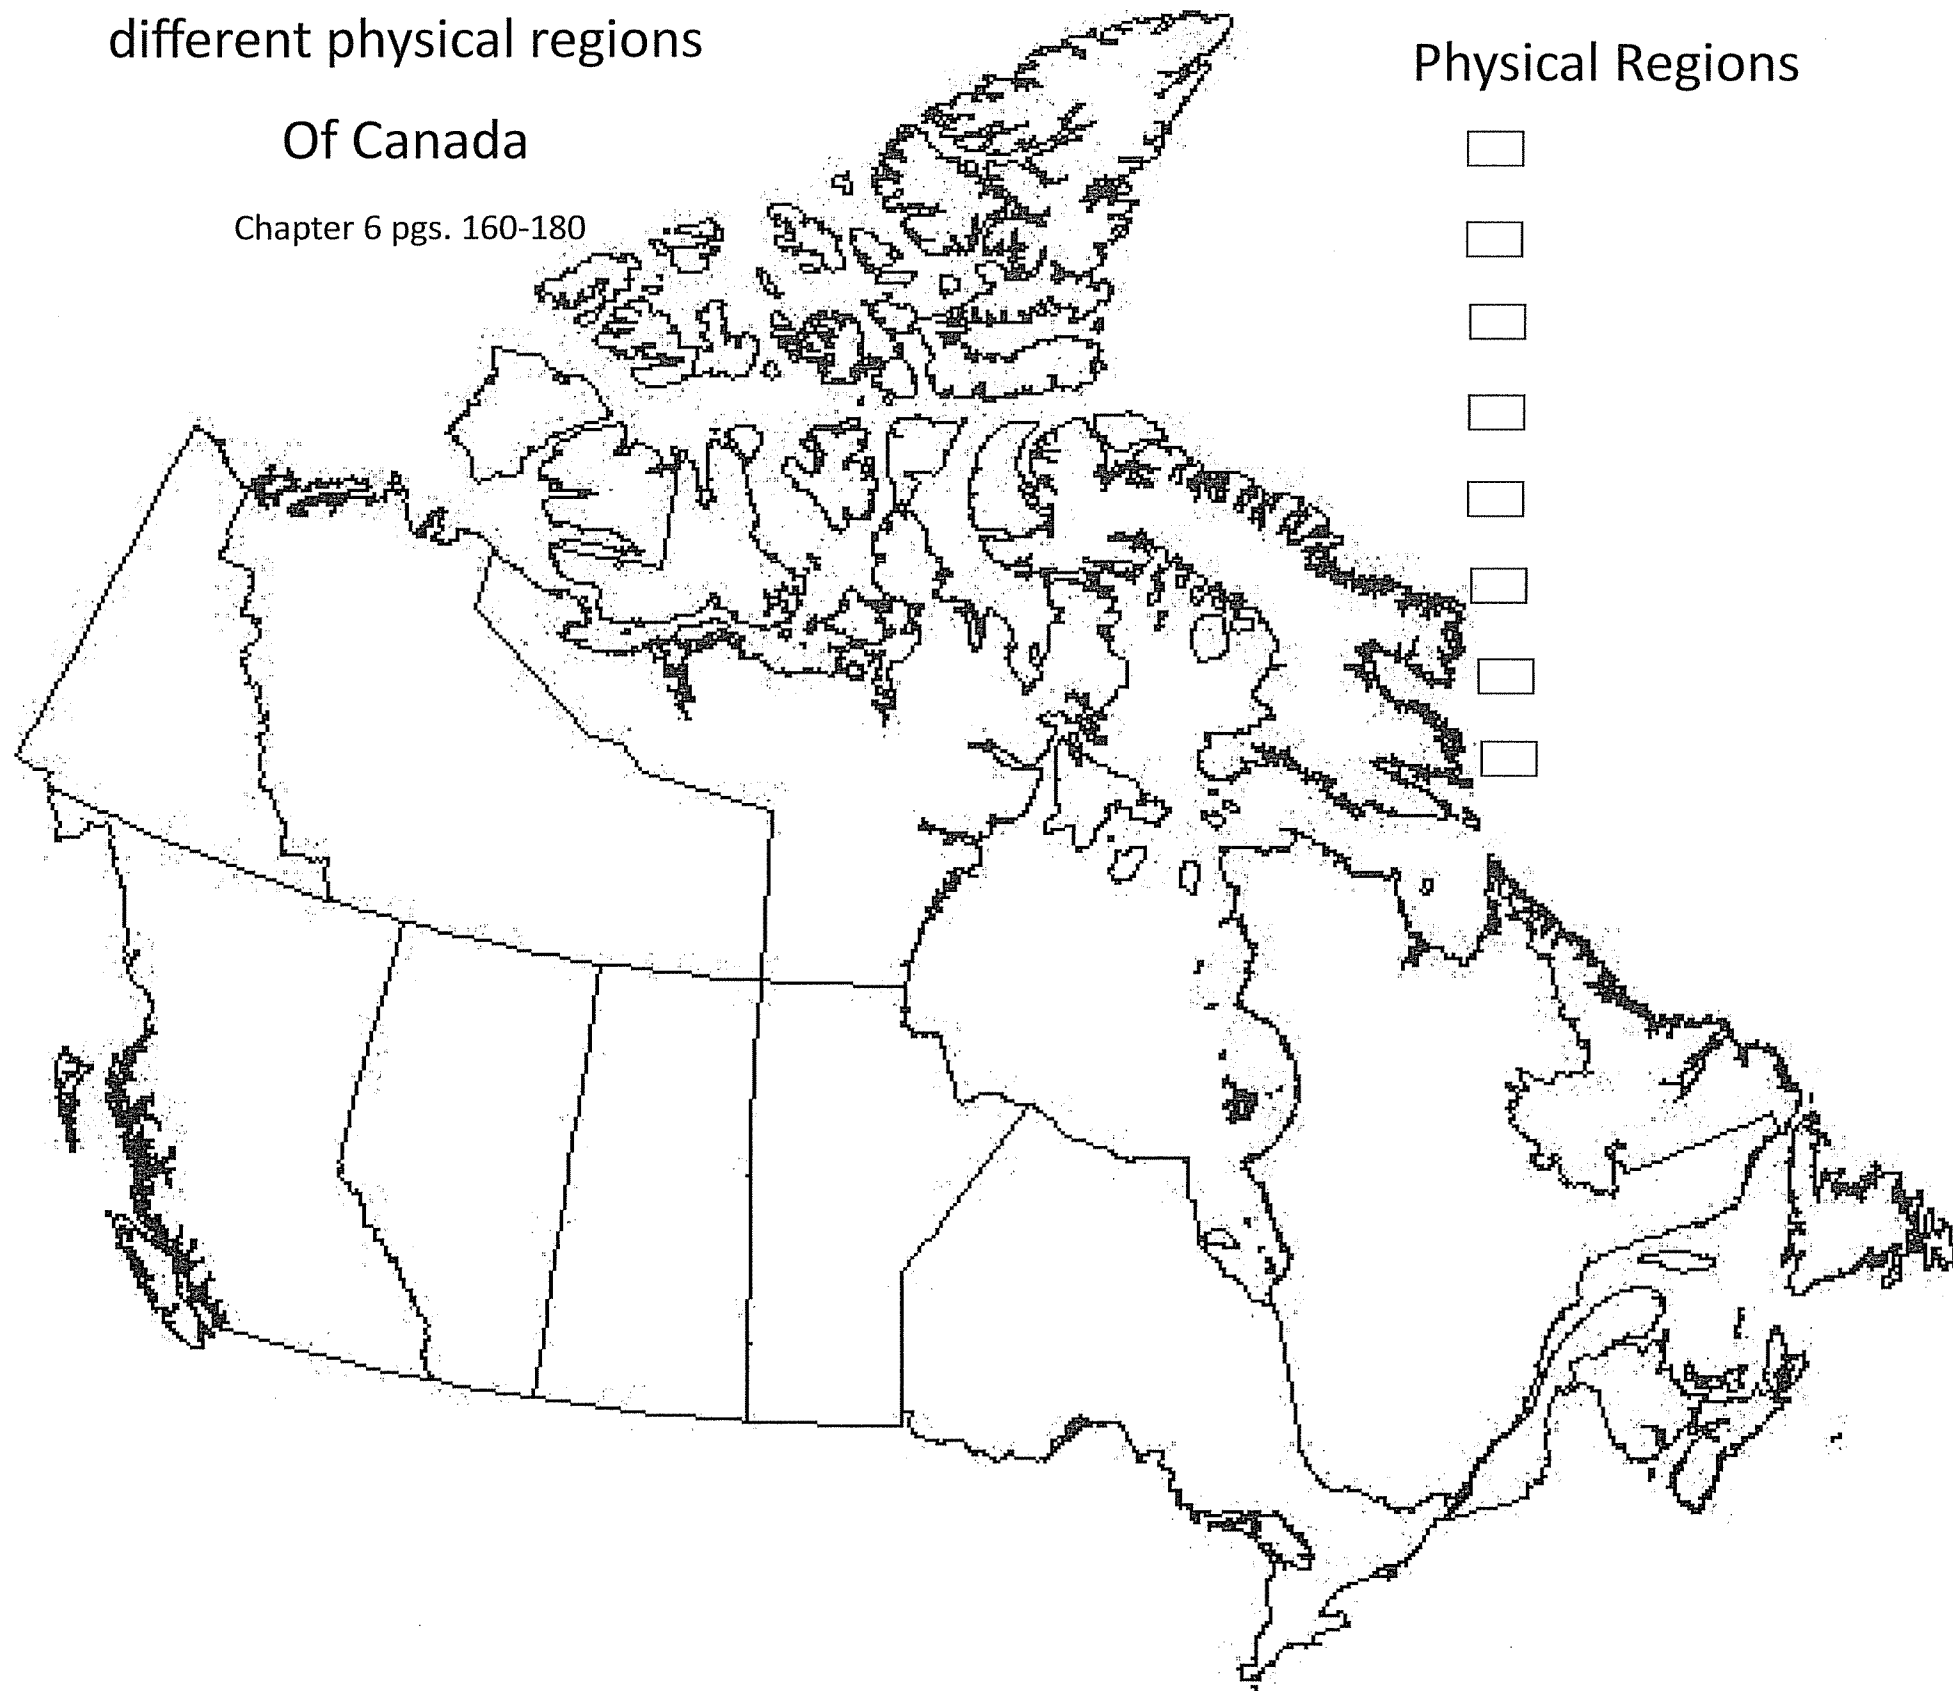 different physical regions
Of Canada
Chapter 6 pgs. 160-180
Physical Regions